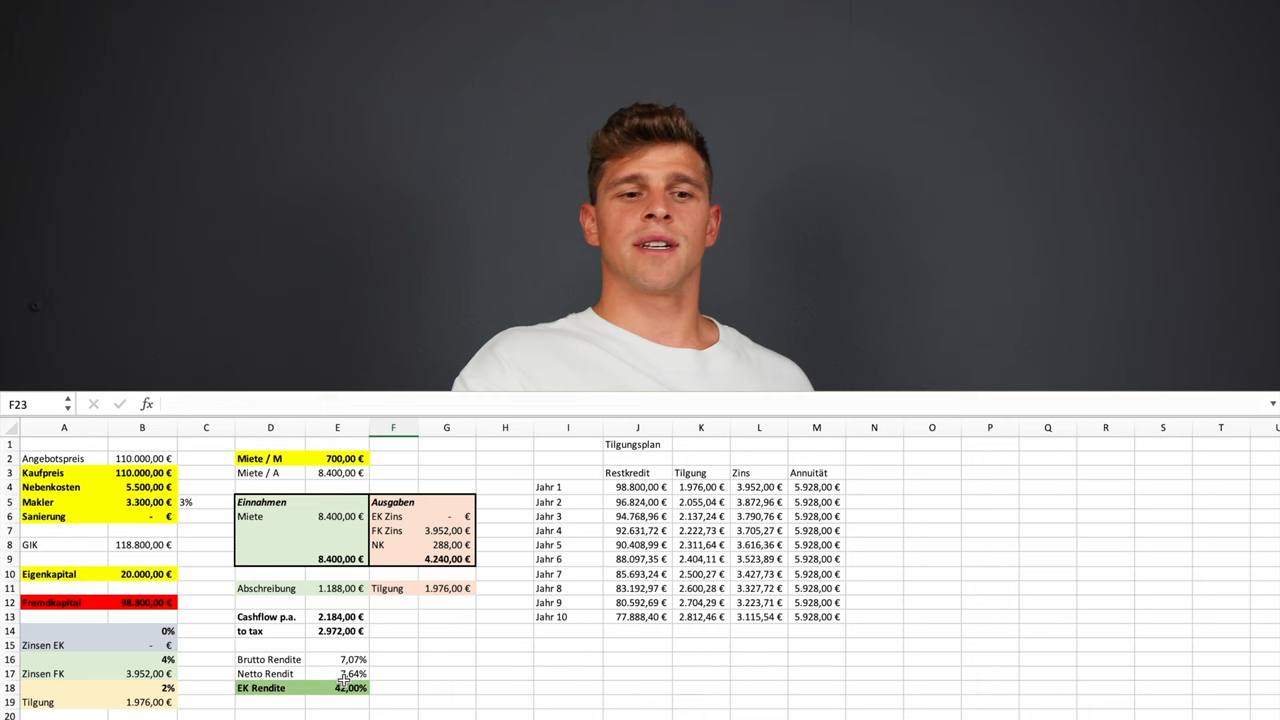 F23 fx
A B C D E F G H I J K L M N O P Q R S T U
1 Tilgungsplan
2 Angebotspreis 110.000,00 € Miete / M 700,00 €
3 Kaufpreis 110.000,00 € Miete / A 8.400,00 € Restkredit Tilgung Zins Annuität
4 Nebenkosten 5.500,00 € Jahr 1 98.800,00 € 1.976,00 € 3.952,00 € 5.928,00 €
5 Makler 3.300,00 € 3% Einnahmen Ausgaben Jahr 2 96.824,00 € 2.055,04 € 3.872,96 € 5.928,00 €
6 Sanierung - € Miete 8.400,00 € EK Zins - € Jahr 3 94.768,96 € 2.137,24 € 3.790,76 € 5.928,00 €
7 FK Zins 3.952,00 € Jahr 4 92.631,72 € 2.222,73 € 3.705,27 € 5.928,00 €
8 GIK 118.800,00 € NK 288,00 € Jahr 5 90.408,99 € 2.311,64 € 3.616,36 € 5.928,00 €
9 8.400,00 € 4.240,00 € Jahr 6 88.097,35 € 2.404,11 € 3.523,89 € 5.928,00 €
10 Eigenkapital 20.000,00 € Jahr 7 85.693,24 € 2.500,27 € 3.427,73 € 5.928,00 €
11 Abschreibung 1.188,00 € Tilgung 1.976,00 € Jahr 8 83.192,97 € 2.600,28 € 3.327,72 € 5.928,00 €
12 Fremdkapital 98.800,00 € Jahr 9 80.592,69 € 2.704,29 € 3.223,71 € 5.928,00 €
13 Cashflow p.a. 2.184,00 € Jahr 10 77.888,40 € 2.812,46 € 3.115,54 € 5.928,00 €
14 0% to tax 2.972,00 €
15 Zinsen EK - €
16 4% Brutto Rendite 7,07%
17 Zinsen FK 3.952,00 € Netto Rendit
18 2% EK Rendite 42,00%
19 Tilgung 1.976,00 €
20